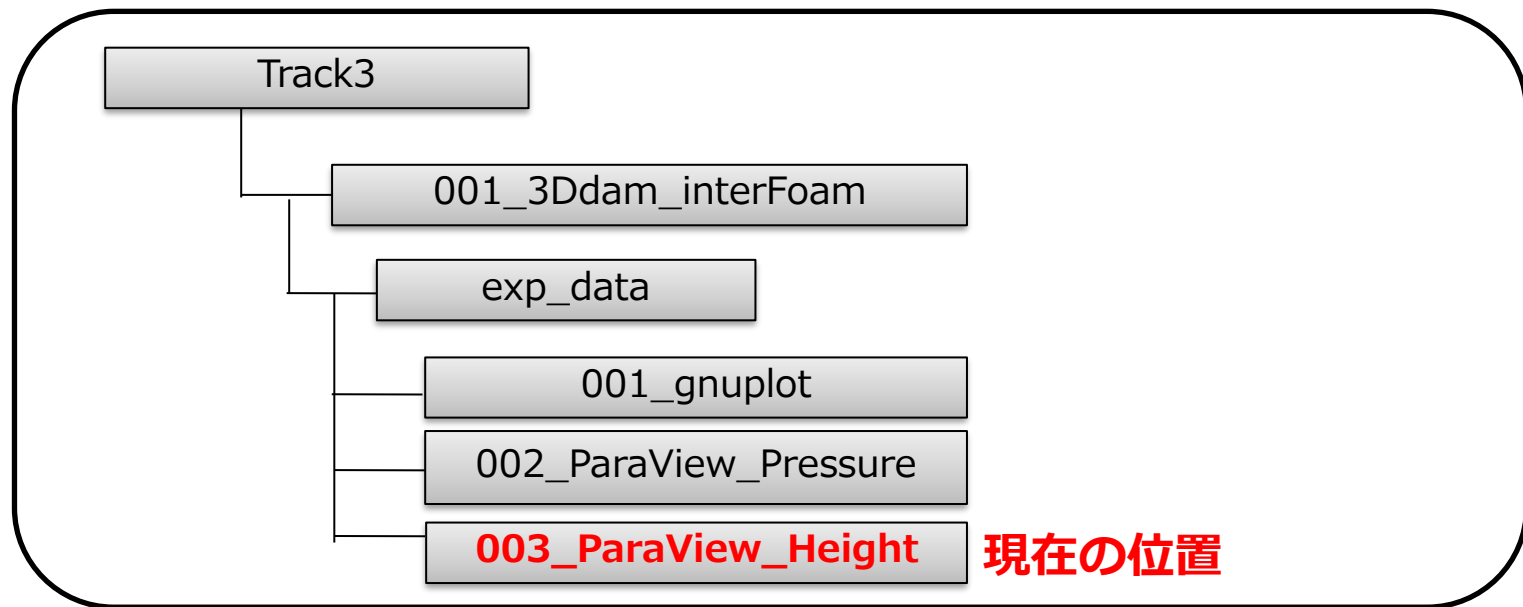 Track3
001_3Ddam_interFoam
exp_data
001_gnuplot
002_ParaView_Pressure
003_ParaView_Height 現在の位置